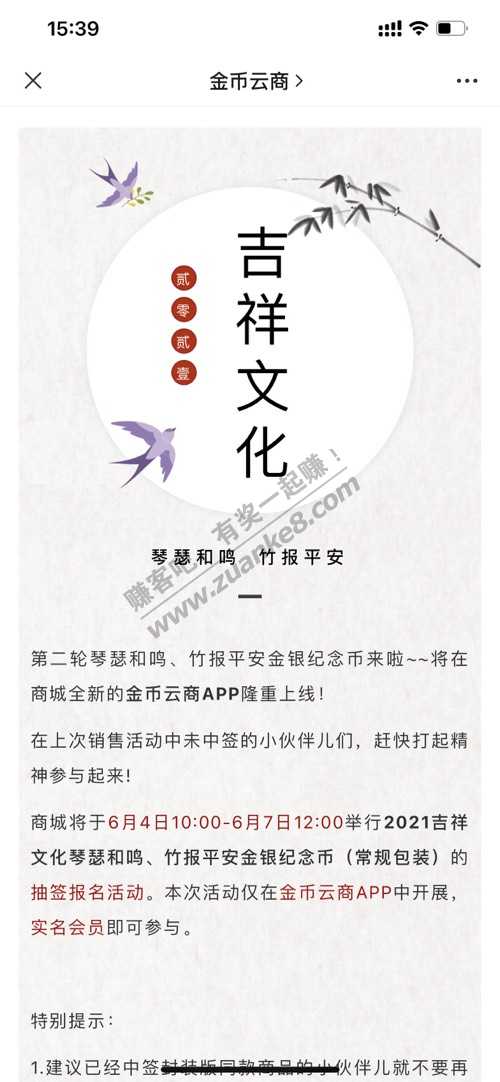 15:39
金币云商 >
吉祥文化
贰零贰壹
琴瑟和鸣 竹报平安
赚客吧，有奖一起赚！
www.zuanke8.com
第二轮琴瑟和鸣、竹报平安金银纪念币来啦~~将在
商城全新的金币云商APP隆重上线！
在上次销售活动中未中签的小伙伴儿们，赶快打起精
神参与起来!
商城将于6月4日10:00-6月7日12:00举行2021吉祥
文化琴瑟和鸣、竹报平安金银纪念币（常规包装）的
抽签报名活动。本次活动仅在金币云商APP中开展，
实名会员即可参与。
特别提示：
1.建议已经中签封装版同款商品的小伙伴儿就不要再